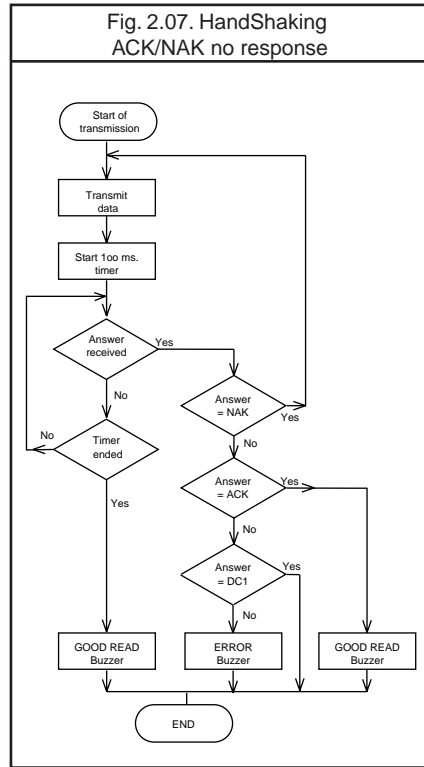 Fig. 2.07. HandShaking
ACK/NAK no response
Start of
transmission
Transmit
data
Start 1oo ms.
timer
Answer
received
Yes
No
Answer
= NAK
Yes
No
Timer
ended
No
Yes
Answer
= ACK
Yes
No
Answer
= DC1
Yes
No
GOOD READ
Buzzer
ERROR
Buzzer
GOOD READ
Buzzer
END